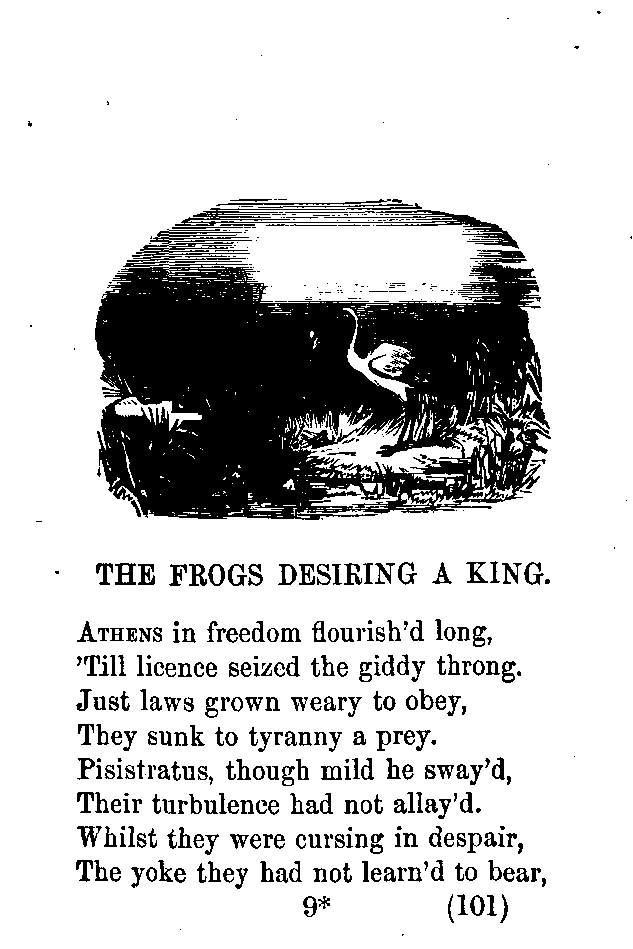 THE FROGS DESIRING A KING.
ATHENS in freedom flourish'd long,
'Till licence seized the giddy throng.
Just laws grown weary to obey,
They sunk to tyranny a prey.
Pisistratus, though mild he sway'd,
Their turbulence had not allay'd.
Whilst they were cursing in despair,
The yoke they had not learn'd to bear,
9* (101)